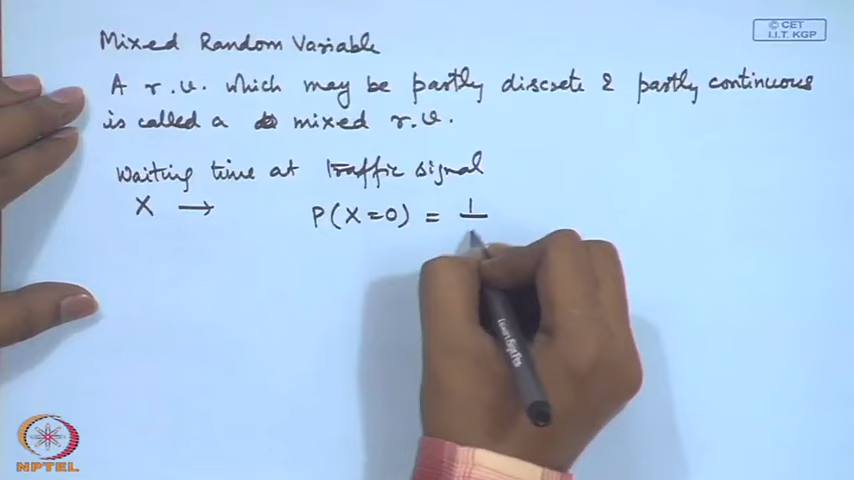 © CET
I.I.T. KGP
Mixed Random Variable
A r.v. which may be partly discrete & partly continuous
is called a mixed r.v.
Waiting time at traffic signal
X → P(X=0) = 1
NPTEL